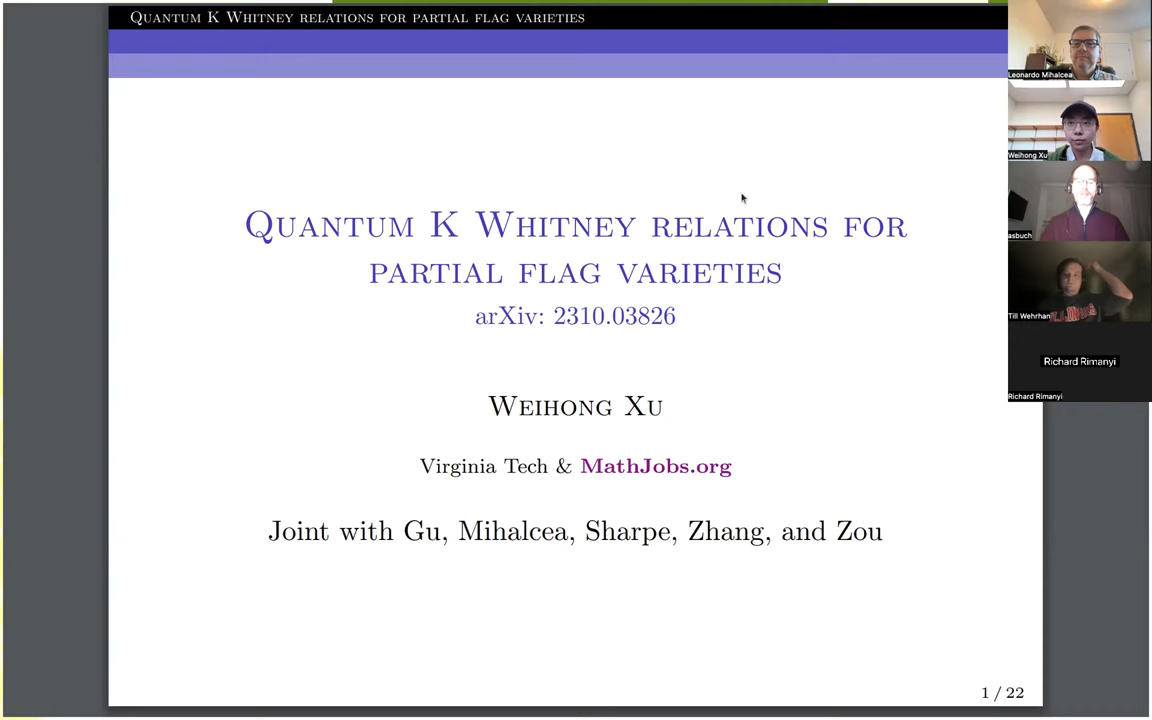 Quantum K Whitney relations for partial flag varieties
Quantum K Whitney relations for
partial flag varieties
arXiv: 2310.03826
Weihong Xu
Virginia Tech & MathJobs.org
Joint with Gu, Mihalcea, Sharpe, Zhang, and Zou
1 / 22
Leonardo Mihalcea
Weihong Xu
asbuch
Till Wehrhan
Richard Rimanyi
Richard Rimanyi